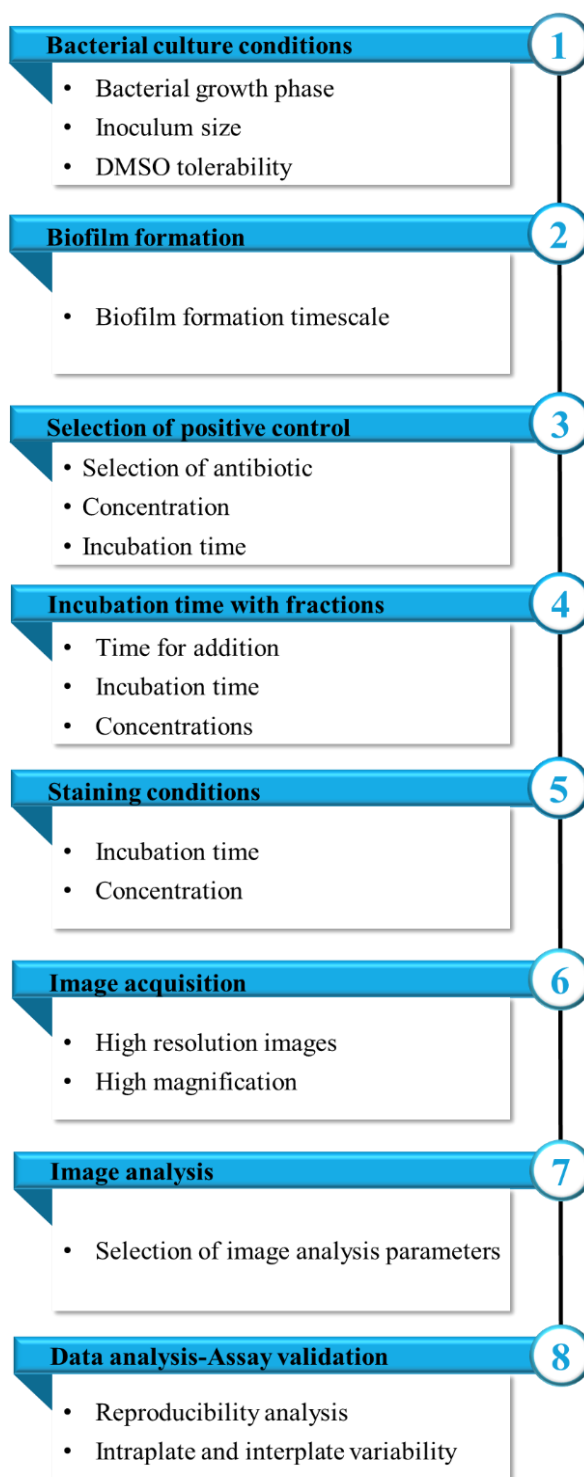 Bacterial culture conditions 1
• Bacterial growth phase
• Inoculum size
• DMSO tolerability
Biofilm formation 2
• Biofilm formation timescale
Selection of positive control 3
• Selection of antibiotic
• Concentration
• Incubation time
Incubation time with fractions 4
• Time for addition
• Incubation time
• Concentrations
Staining conditions 5
• Incubation time
• Concentration
Image acquisition 6
• High resolution images
• High magnification
Image analysis 7
• Selection of image analysis parameters
Data analysis-Assay validation 8
• Reproducibility analysis
• Intraplate and interplate variability